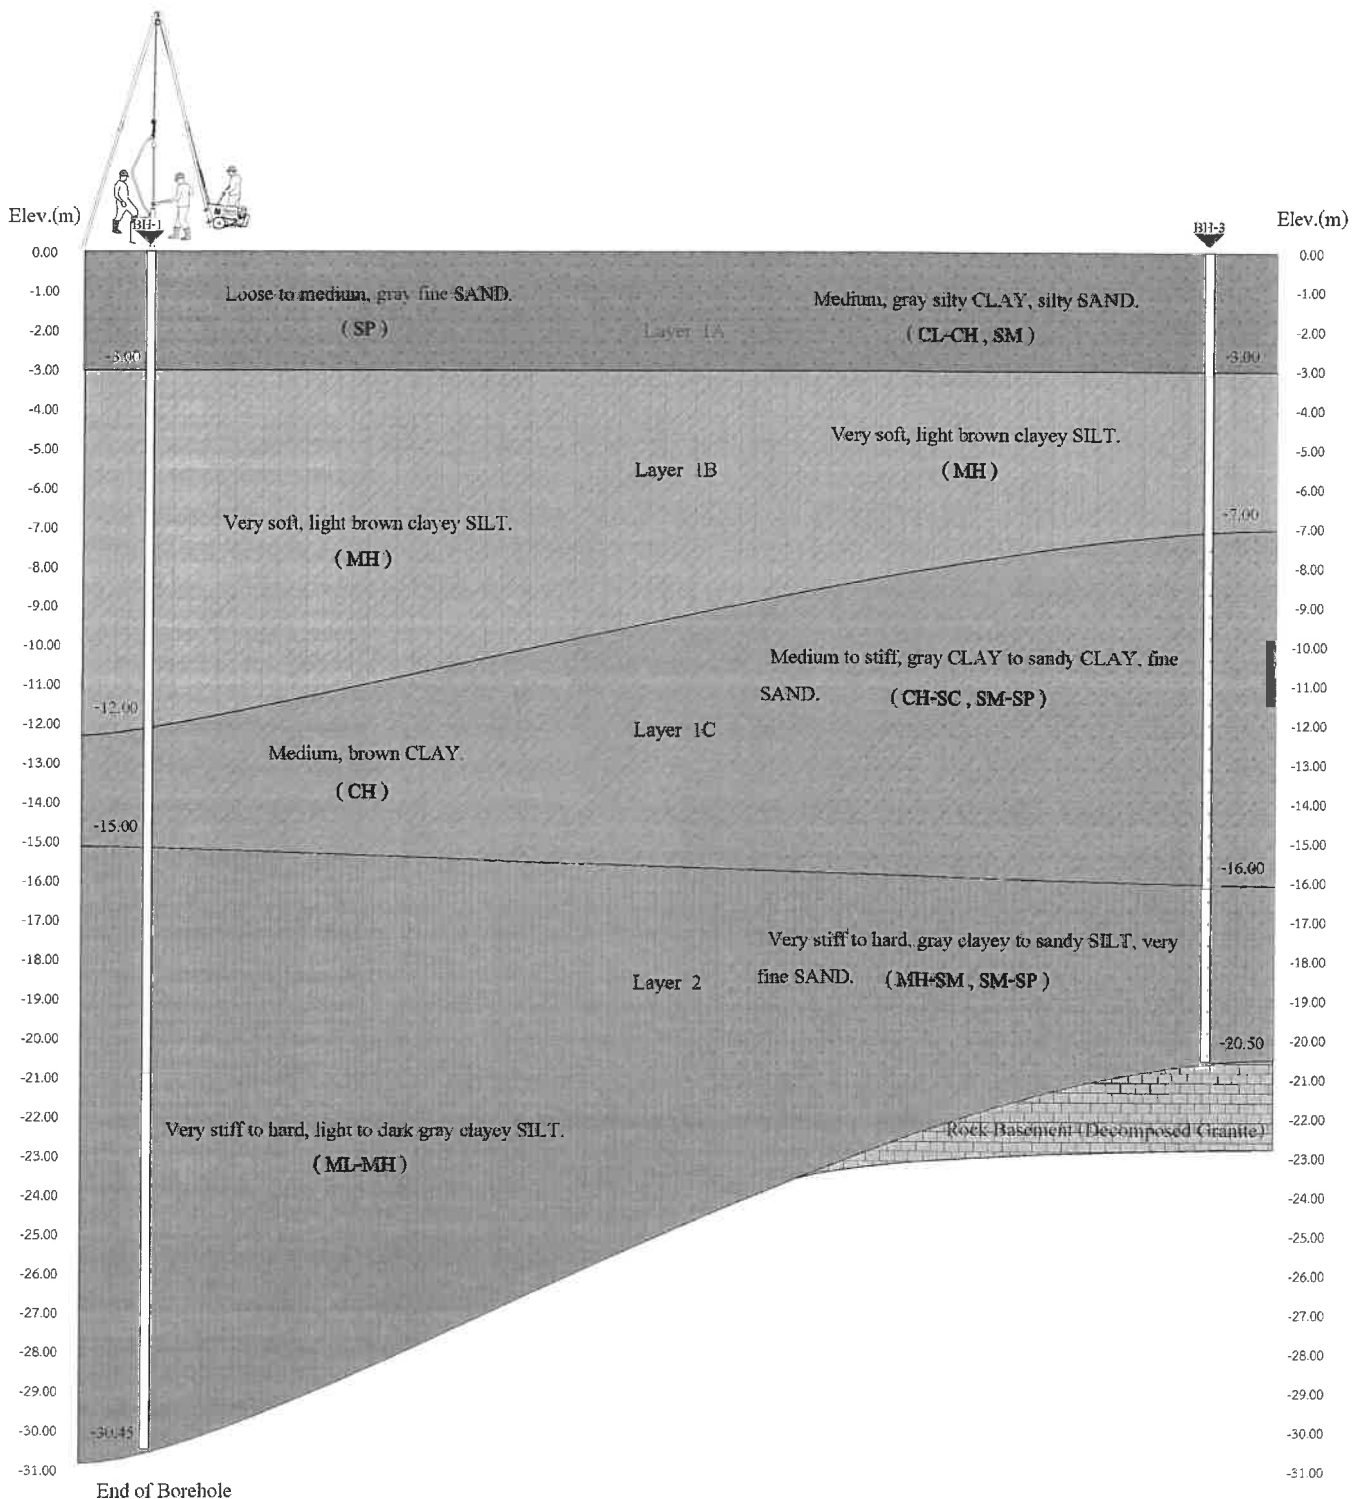 Elev.(m)
Elev.(m)
BH-1
BH-3
0.00
-1.00
-2.00
-3.00
-4.00
-5.00
-6.00
-7.00
-8.00
-9.00
-10.00
-11.00
-12.00
-13.00
-14.00
-15.00
-16.00
-17.00
-18.00
-19.00
-20.00
-21.00
-22.00
-23.00
-24.00
-25.00
-26.00
-27.00
-28.00
-29.00
-30.00
-31.00
Loose to medium, gray fine SAND.
( SP )
Layer 1A
Medium, gray silty CLAY, silty SAND.
( CL-CH , SM )
-3.00
-3.00
Very soft, light brown clayey SILT.
( MH )
Layer 1B
Very soft, light brown clayey SILT.
( MH )
-7.00
Medium to stiff, gray CLAY to sandy CLAY, fine
SAND. ( CH-SC , SM-SP )
-12.00
Layer 1C
Medium, brown CLAY.
( CH )
-15.00
-16.00
Very stiff to hard, gray clayey to sandy SILT, very
fine SAND. ( MH-SM , SM-SP )
Layer 2
-20.50
Rock Basement (Decomposed Granite)
Very stiff to hard, light to dark gray clayey SILT.
( ML-MH )
-30.45
End of Borehole
0.00
-1.00
-2.00
-3.00
-4.00
-5.00
-6.00
-7.00
-8.00
-9.00
-10.00
-11.00
-12.00
-13.00
-14.00
-15.00
-16.00
-17.00
-18.00
-19.00
-20.00
-21.00
-22.00
-23.00
-24.00
-25.00
-26.00
-27.00
-28.00
-29.00
-30.00
-31.00